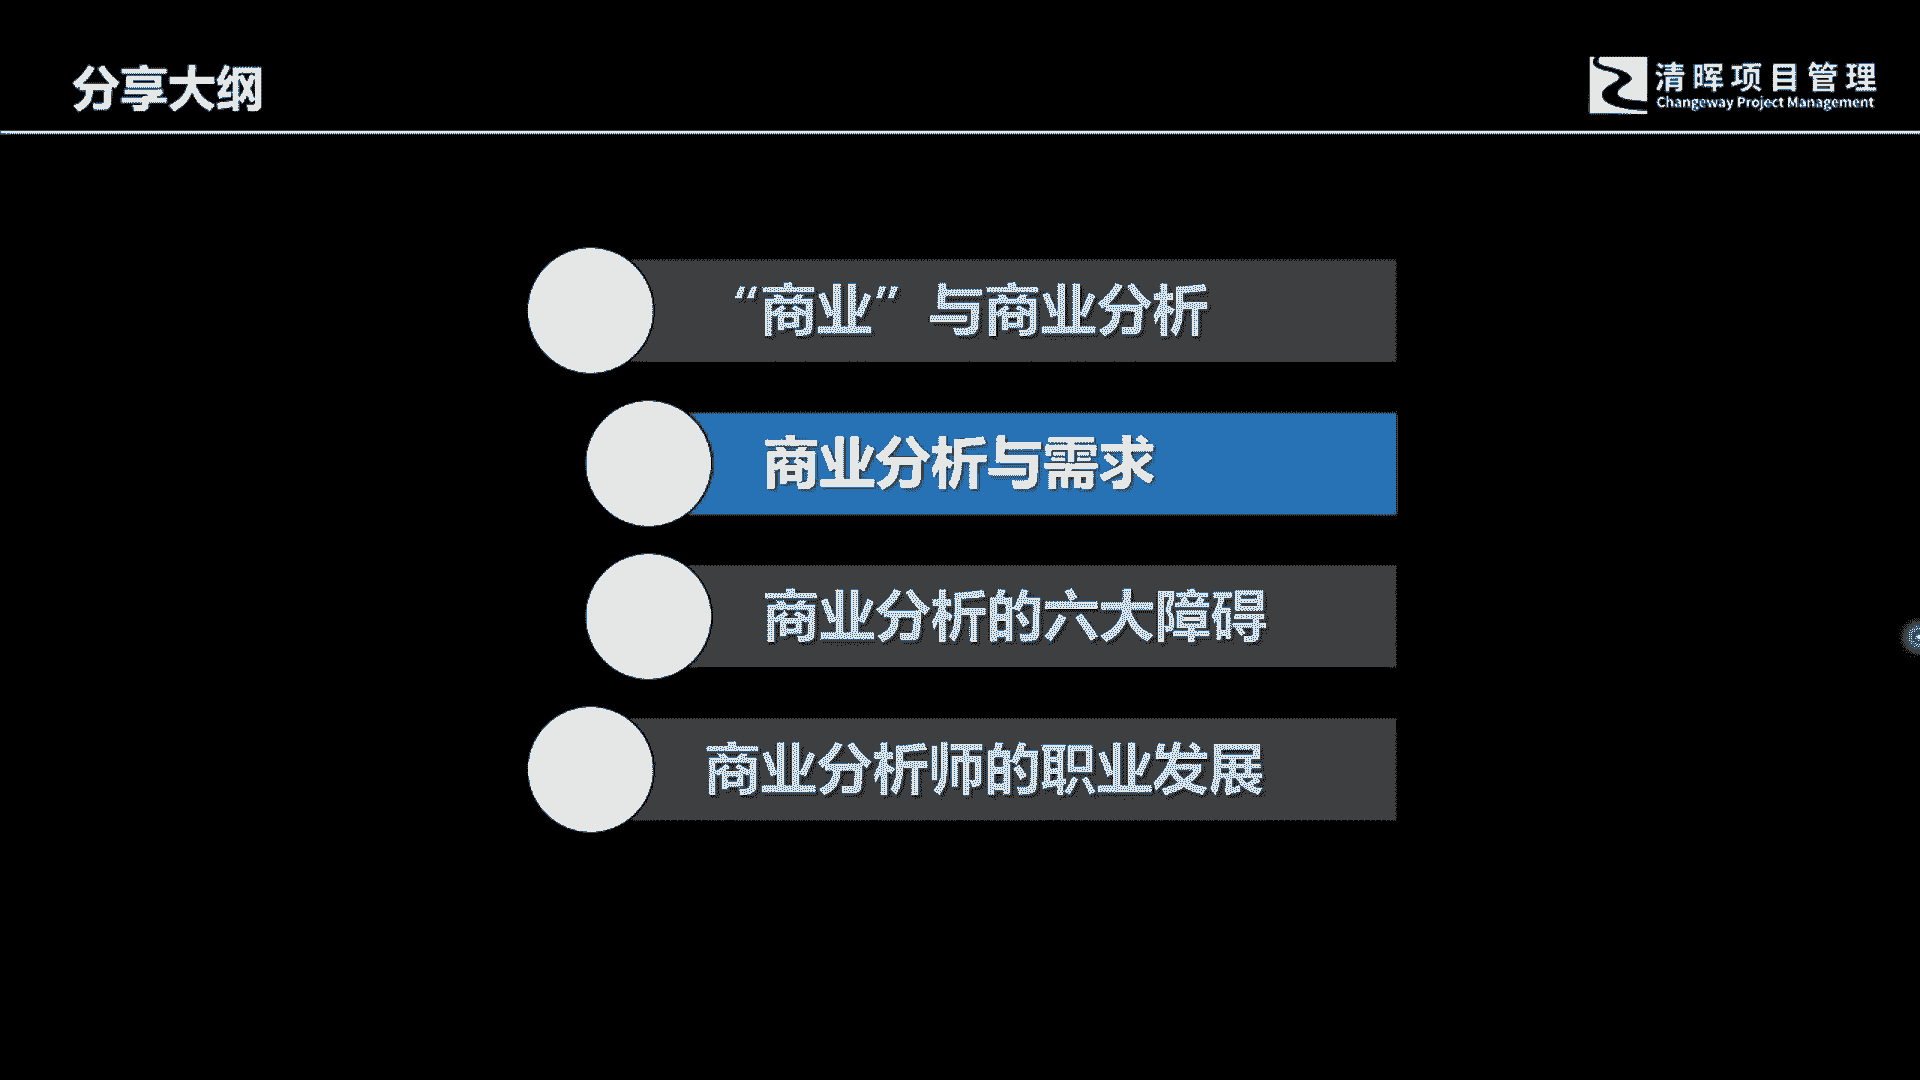 分享大纲
清晖项目管理
Changeway Project Management
“商业”与商业分析
商业分析与需求
商业分析的六大障碍
商业分析师的职业发展